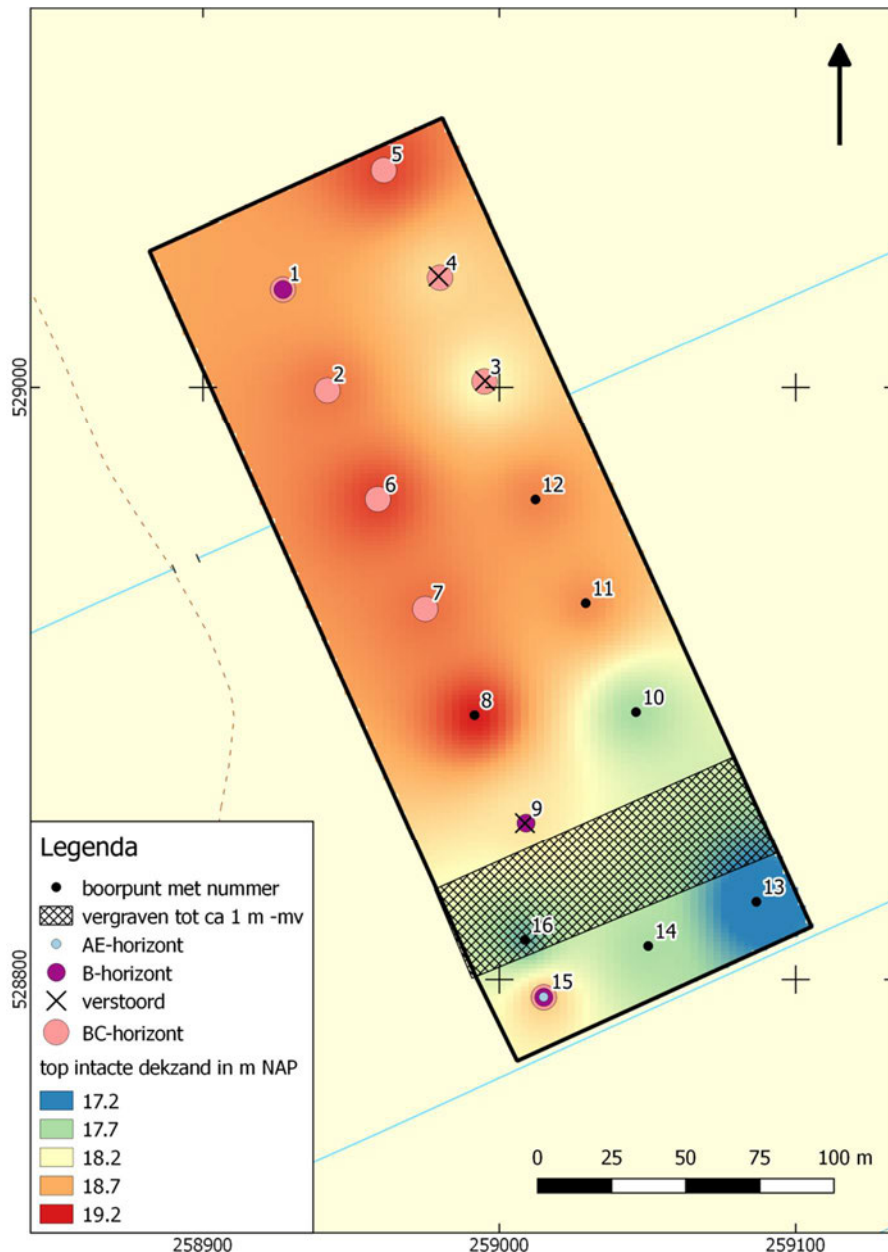 5
4
1
3
2
529000
6
12
7
11
8
10
9
13
16
14
15
528800
Legenda
boorpunt met nummer
vergraven tot ca 1 m -mv
AE-horizont
B-horizont
verstoord
BC-horizont
top intacte dekzand in m NAP
17.2
17.7
18.2
18.7
19.2
0 25 50 75 100 m
258900 259000 259100